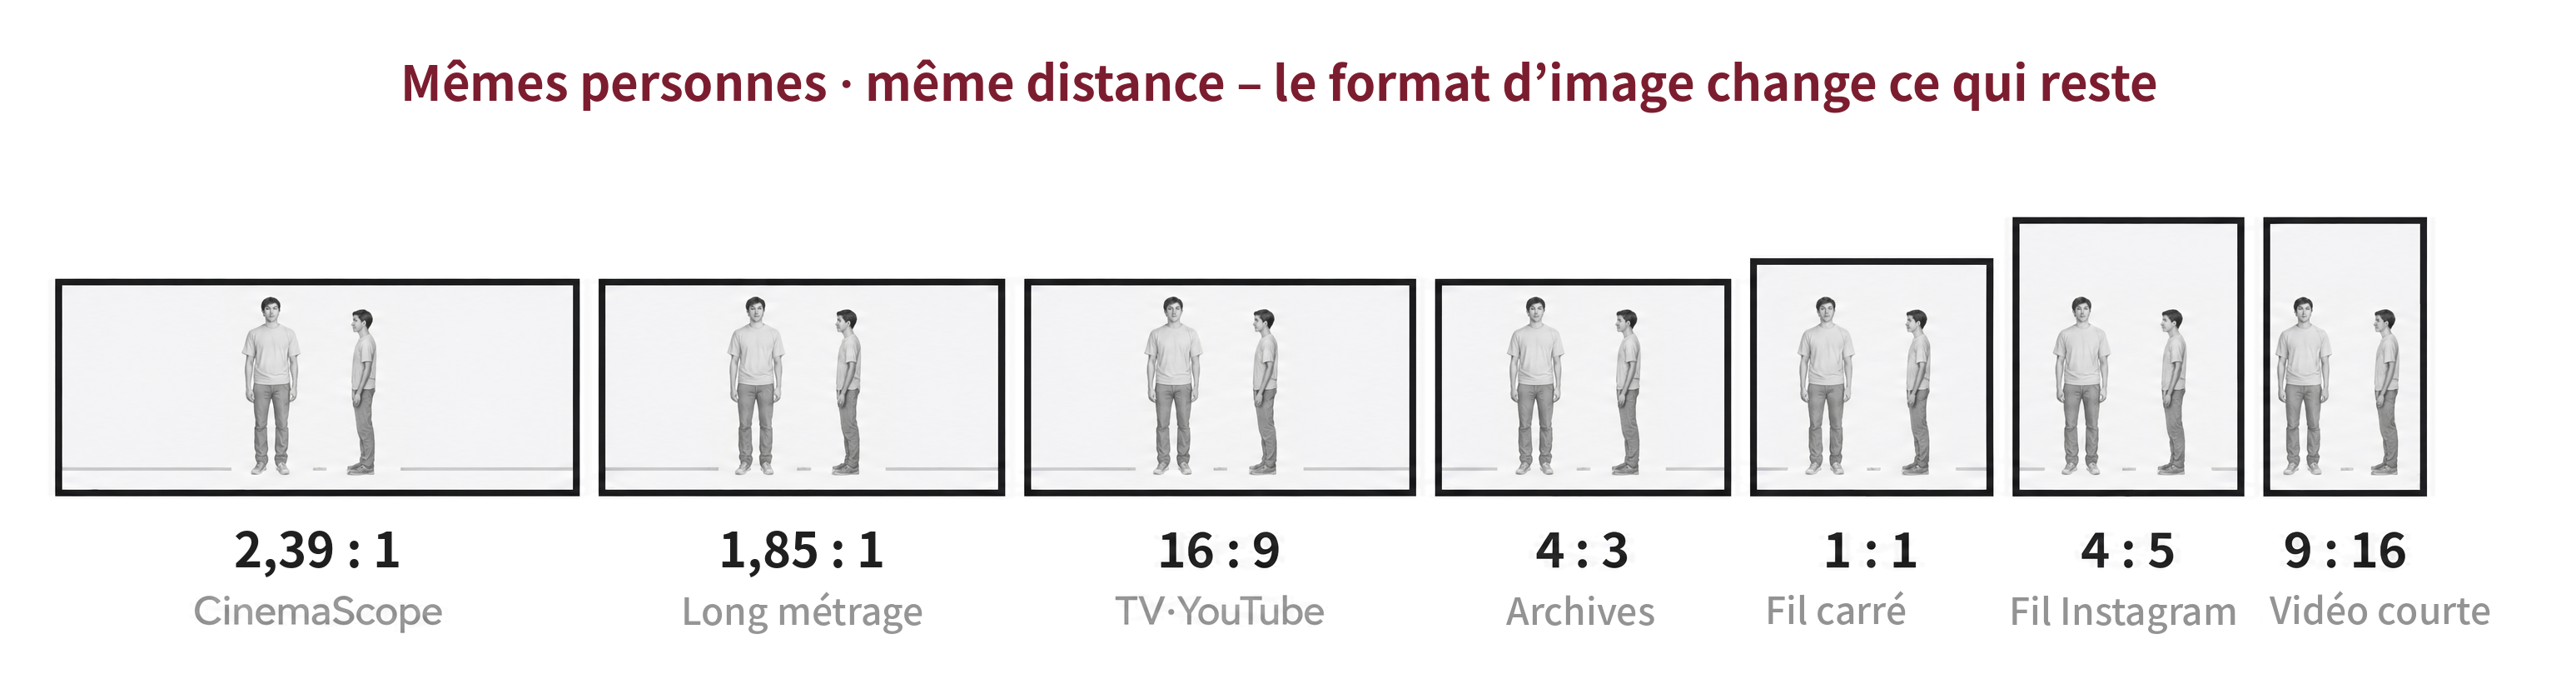 Mêmes personnes · même distance – le format d’image change ce qui reste
2,39 : 1
CinemaScope
1,85 : 1
Long métrage
16 : 9
TV·YouTube
4 : 3
Archives
1 : 1
Fil carré
4 : 5
Fil Instagram
9 : 16
Vidéo courte